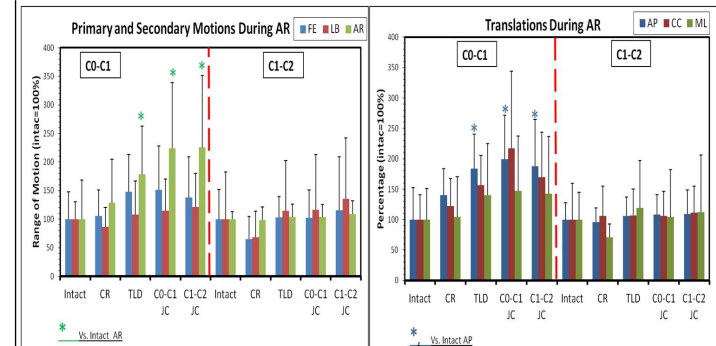 Primary and Secondary Motions During AR
FE LB AR
C0-C1
C1-C2
Range of Motion (intac=100%)
400
350
300
250
200
150
100
50
0
* * *
Intact CR TLD C0-C1 JC C1-C2 JC Intact CR TLD C0-C1 JC C1-C2 JC
* Vs. Intact AR
Translations During AR
AP CC ML
C0-C1
C1-C2
Percentage (intact=100%)
400
350
300
250
200
150
100
50
0
* * *
Intact CR TLD C0-C1 JC C1-C2 JC Intact CR TLD C0-C1 JC C1-C2 JC
* Vs. Intact AP